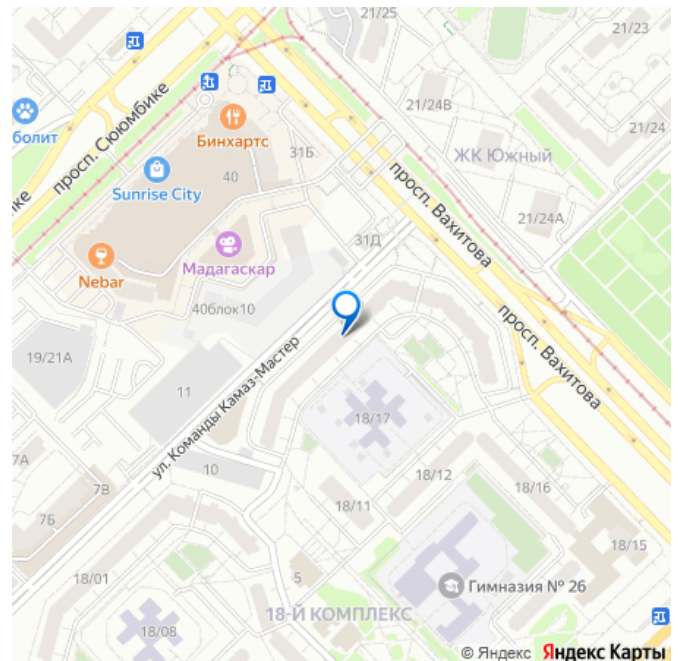 21/25
21/23
21/24В
21/24
ЖК Южный
21/24А
болит
просп. Сююмбике
ке
Бинхартс
31Б
40
Sunrise City
просп. Вахитова
31Д
Мадагаскар
Nebar
40блок10
просп. Вахитова
19/21А
ул. Команды Камаз-Мастер
11
18/17
7А
10
7В
7Б
18/12
18/16
18/11
18/15
18/01
5
Гимназия № 26
18-Й КОМПЛЕКС
18/08
© Яндекс Яндекс Карты